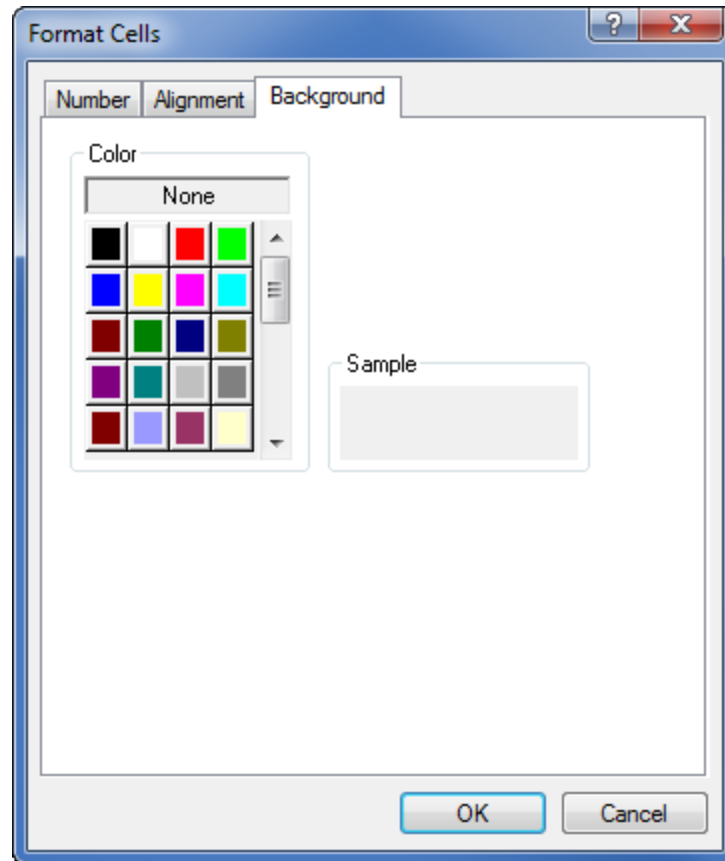 Format Cells
Number Alignment Background
Color
None
Sample
OK Cancel